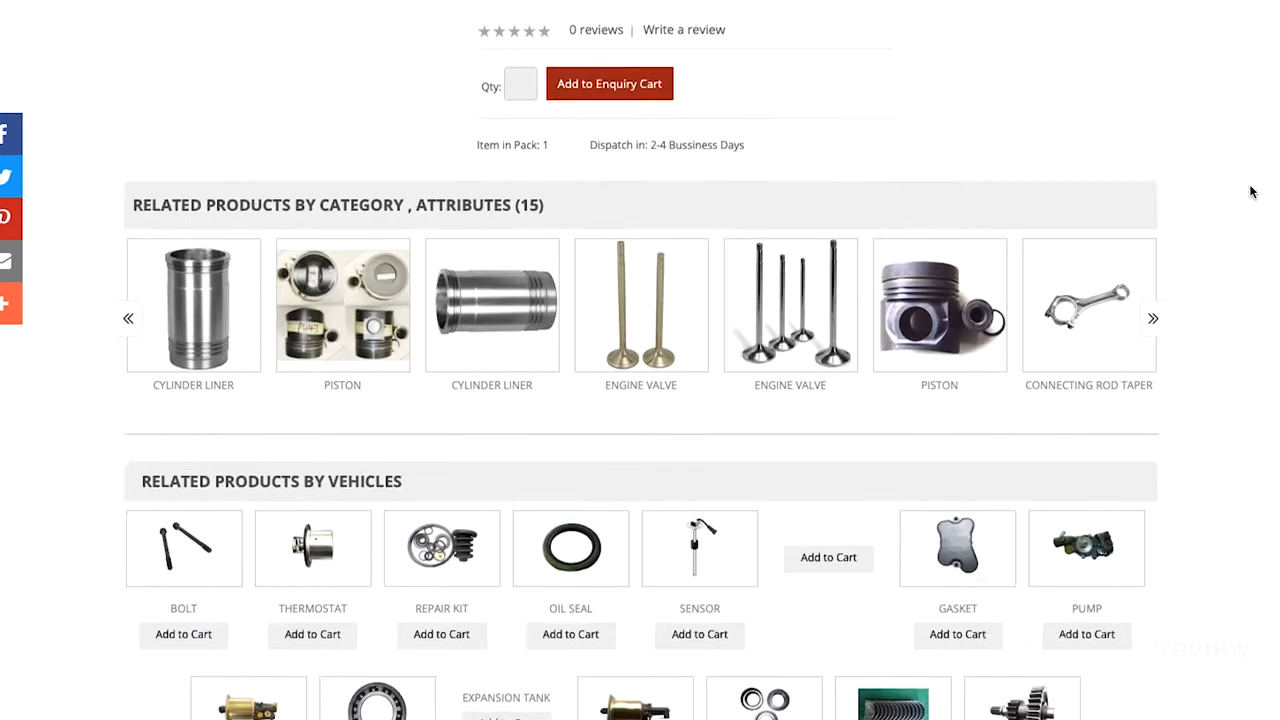 0 reviews | Write a review
Qty: Add to Enquiry Cart
Item in Pack: 1 Dispatch in: 2-4 Bussiness Days
RELATED PRODUCTS BY CATEGORY , ATTRIBUTES (15)
CYLINDER LINER PISTON CYLINDER LINER ENGINE VALVE ENGINE VALVE PISTON CONNECTING ROD TAPER
RELATED PRODUCTS BY VEHICLES
Add to Cart
BOLT THERMOSTAT REPAIR KIT OIL SEAL SENSOR GASKET PUMP
Add to Cart Add to Cart Add to Cart Add to Cart Add to Cart Add to Cart Add to Cart
EXPANSION TANK